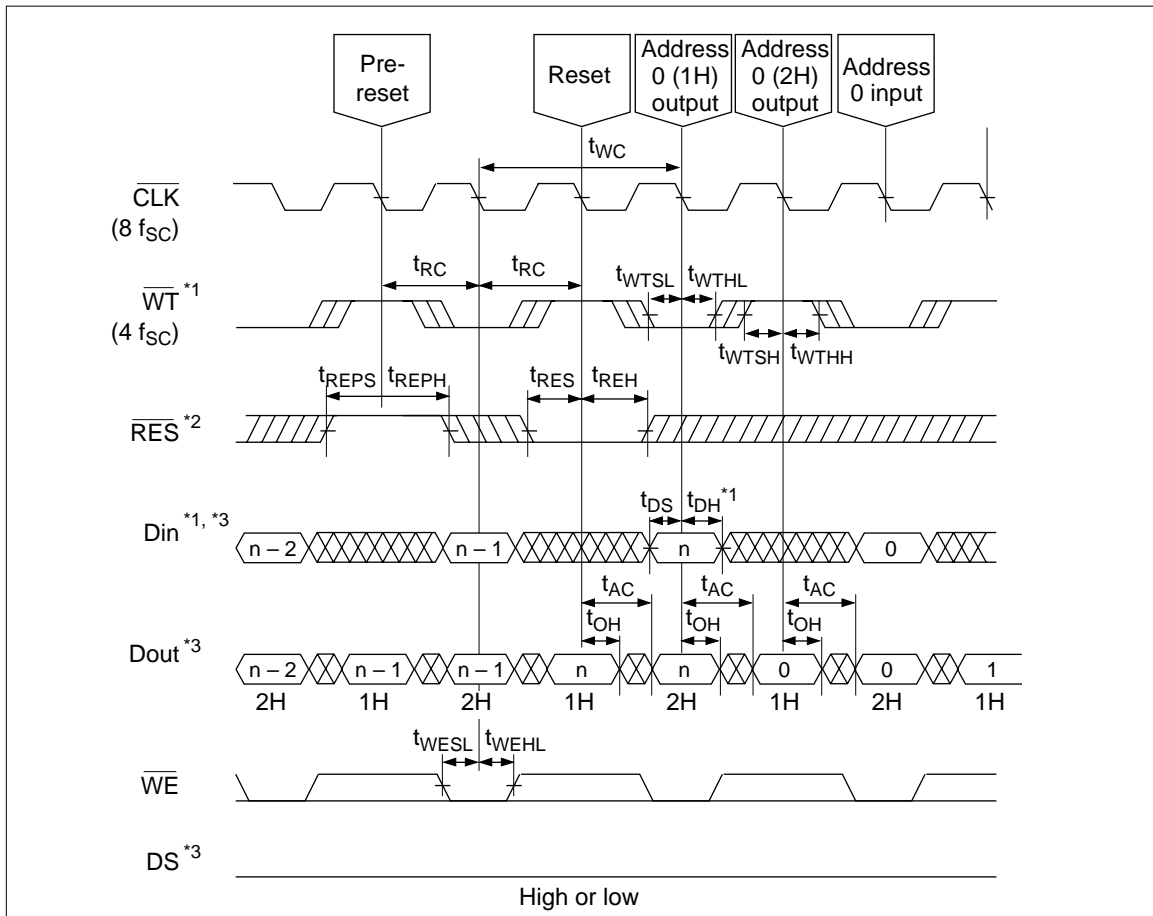 Pre-
reset
Reset
Address
0 (1H)
output
Address
0 (2H)
output
Address
0 input
tWC
CLK
(8 fSC)
tRC tRC tWTSL tWTHL
WT *1
(4 fSC)
tWTSH tWTHH
tREPS tREPH tRES tREH
RES *2
tDS tDH*1
Din *1, *3
n – 2 n – 1 n 0
tAC tAC tAC
tOH tOH tOH
Dout *3
n – 2 n – 1 n – 1 n n 0 0 1
2H 1H 2H 1H 2H 1H 2H 1H
tWESL tWEHL
WE
DS *3
High or low